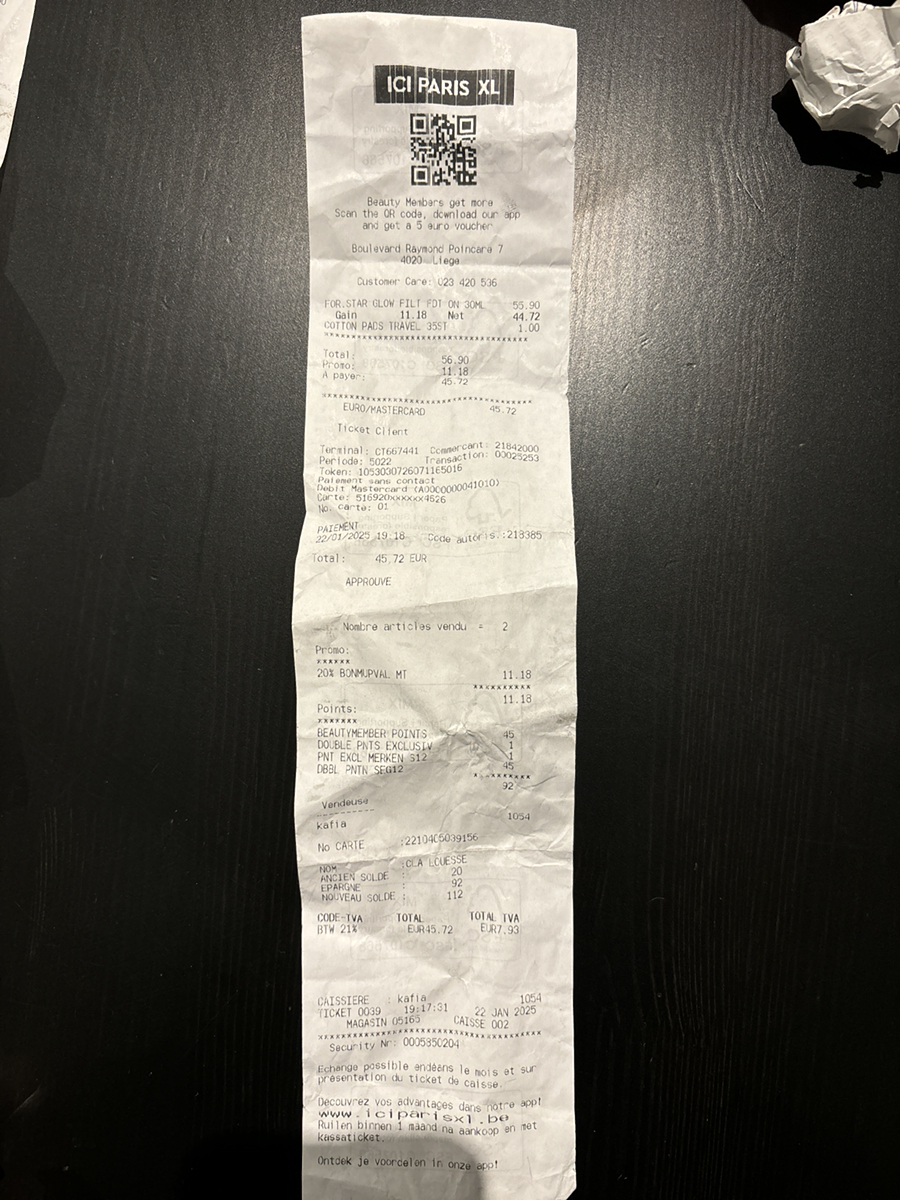 ICI PARIS XL
Beauty Members get more
Scan the QR code, download our app
and get a 5 euro voucher
Boulevard Raymond Poincare 7
4020 Liege
Customer Care: 023 420 536
FOR.STAR GLOW FILT FDT ON 30ML 55.90
Gain 11.18 Net 44.72
COTTON PADS TRAVEL 35ST 1.00
Total: 56.90
Promo: 11.18
A payer: 45.72
EURO/MASTERCARD 45.72
Ticket Client
Terminal: CT667441 Commercant: 21842000
Periode: 5022 Transaction: 00025253
Token: 1053030726071165016
Paiement sans contact
Debit Mastercard (A0000000041010)
Carte: 516920xxxxxx4526
No. carte: 01
PAIEMENT
22/01/2025 19:18 Code autoris.:218385
Total: 45,72 EUR
APPROUVE
Nombre articles vendu = 2
Promo:
xxxxxx
20% BONMUPVAL MT 11.18
11.18
Points:
xxxxxxx
BEAUTYMEMBER POINTS 45
DOUBLE PNTS EXCLUSIV 1
PNT EXCL MERKEN S12 1
DBBL PNTN SEG12 45
92
Vendeuse
----------
kafia 1054
No CARTE :2210405039156
NOM :
ANCIEN SOLDE : 20
EPARGNE : 92
NOUVEAU SOLDE : 112
CODE-TVA TOTAL TOTAL TVA
BTW 21% EUR45.72 EUR7.93
CAISSIERE : kafia 1054
TICKET 0039 19:17:31 22 JAN 2025
MAGASIN 05165 CAISSE 002
Security Nr: 0005850204
Echange possible endéans le mois et sur
présentation du ticket de caisse.
Découvrez vos advantages dans notre app!
www.iciparisxl.be
Ruilen binnen 1 maand na aankoop en met
kassaticket.
Ontdek je voordelen in onze app!